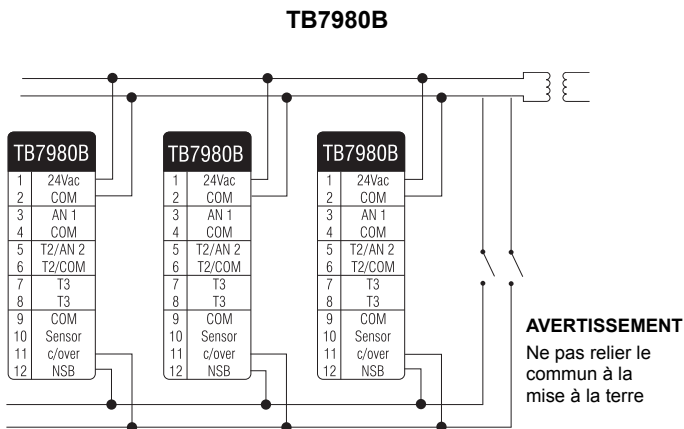 TB7980B
TB7980B
1 24Vac
2 COM
3 AN 1
4 COM
5 T2/AN 2
6 T2/COM
7 T3
8 T3
9 COM
10 Sensor
11 c/over
12 NSB
TB7980B
1 24Vac
2 COM
3 AN 1
4 COM
5 T2/AN 2
6 T2/COM
7 T3
8 T3
9 COM
10 Sensor
11 c/over
12 NSB
TB7980B
1 24Vac
2 COM
3 AN 1
4 COM
5 T2/AN 2
6 T2/COM
7 T3
8 T3
9 COM
10 Sensor
11 c/over
12 NSB
AVERTISSEMENT
Ne pas relier le
commun à la
mise à la terre